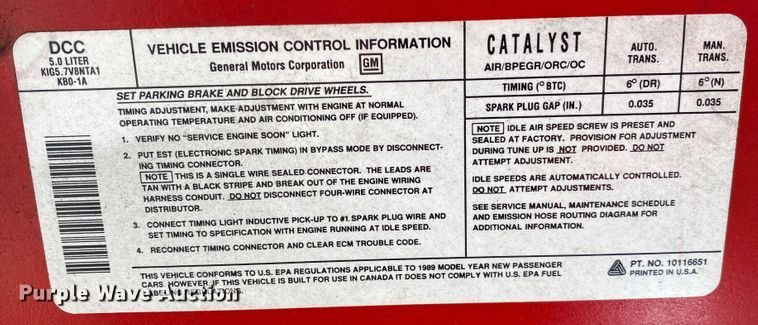 DCC
5.0 LITER
KIG5.7V8NTA1
KB0-1A
VEHICLE EMISSION CONTROL INFORMATION
General Motors Corporation GM
CATALYST
AIR/BPEGR/ORC/OC
AUTO. TRANS.
MAN. TRANS.
TIMING (°BTC) 6° (DR) 6° (N)
SPARK PLUG GAP (IN.) 0.035 0.035
SET PARKING BRAKE AND BLOCK DRIVE WHEELS.
TIMING ADJUSTMENT, MAKE ADJUSTMENT WITH ENGINE AT NORMAL
OPERATING TEMPERATURE AND AIR CONDITIONING OFF (IF EQUIPPED).
1. VERIFY NO "SERVICE ENGINE SOON" LIGHT.
2. PUT EST (ELECTRONIC SPARK TIMING) IN BYPASS MODE BY DISCONNECT-
ING TIMING CONNECTOR.
NOTE THIS IS A SINGLE WIRE SEALED CONNECTOR. THE LEADS ARE
TAN WITH A BLACK STRIPE AND BREAK OUT OF THE ENGINE WIRING
HARNESS CONDUIT. DO NOT DISCONNECT FOUR-WIRE CONNECTOR AT
DISTRIBUTOR.
3. CONNECT TIMING LIGHT INDUCTIVE PICK-UP TO #1 SPARK PLUG WIRE AND
SET TIMING TO SPECIFICATION WITH ENGINE RUNNING AT IDLE SPEED.
4. RECONNECT TIMING CONNECTOR AND CLEAR ECM TROUBLE CODE.
NOTE IDLE AIR SPEED SCREW IS PRESET AND
SEALED AT FACTORY. PROVISION FOR ADJUSTMENT
DURING TUNE UP IS NOT PROVIDED. DO NOT
ATTEMPT ADJUSTMENT.
IDLE SPEEDS ARE AUTOMATICALLY CONTROLLED.
DO NOT ATTEMPT ADJUSTMENTS.
SEE SERVICE MANUAL, MAINTENANCE SCHEDULE
AND EMISSION HOSE ROUTING DIAGRAM FOR
ADDITIONAL INFORMATION.
THIS VEHICLE CONFORMS TO U.S. EPA REGULATIONS APPLICABLE TO 1989 MODEL YEAR NEW PASSENGER
CARS. HOWEVER, IF THIS VEHICLE IS BUILT FOR USE IN CANADA IT DOES NOT COMPLY WITH U.S. EPA FUEL
LABELING REGULATIONS.
PT. NO. 10116651
PRINTED IN U.S.A.
Purple Wave Auction